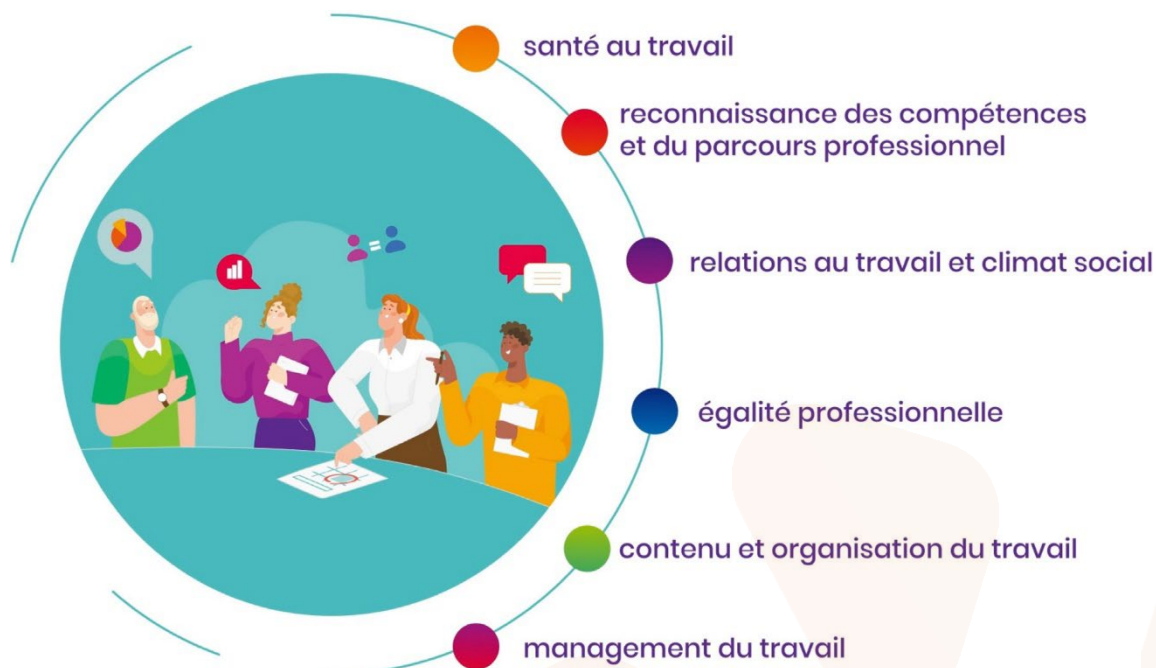 santé au travail
reconnaissance des compétences
et du parcours professionnel
relations au travail et climat social
égalité professionnelle
contenu et organisation du travail
management du travail